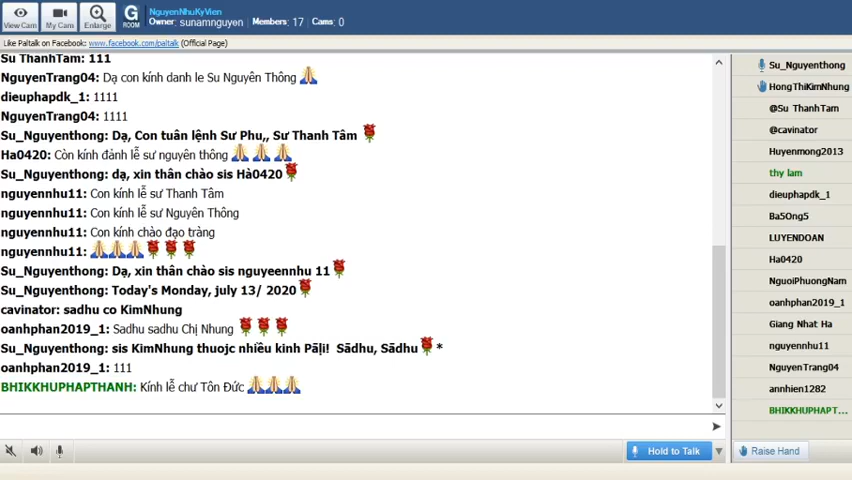 NguyenNhuKyVien
Owner: sunamnguyen Members: 17 Cams: 0
View Cam My Cam Enlarge G ROOM
Like Paltalk on Facebook: www.facebook.com/paltalk (Official Page)
Su ThanhTam: 111
NguyenTrang04: Dạ con kính danh le Su Nguyên Thông
dieuphapdk_1: 1111
NguyenTrang04: 1111
Su_Nguyenthong: Dạ, Con tuân lệnh Sư Phụ,, Sư Thanh Tâm
Ha0420: Còn kính đảnh lễ sư nguyên thông
Su_Nguyenthong: dạ, xin thân chào sis Hà0420
nguyennhu11: Con kính lễ sư Thanh Tâm
nguyennhu11: Con kính lễ sư Nguyên Thông
nguyennhu11: Con kính chào đạo tràng
nguyennhu11:
Su_Nguyenthong: Dạ, xin thân chào sis nguyeennhu 11
Su_Nguyenthong: Today's Monday, july 13/ 2020
cavinator: sadhu co KimNhung
oanhphan2019_1: Sadhu sadhu Chị Nhung
Su_Nguyenthong: sis KimNhung thuojc nhiều kinh Pāḷi! Sādhu, Sādhu *
oanhphan2019_1: 111
BHIKKHUPHAPTHANH: Kính lễ chư Tôn Đức
Hold to Talk
Su_Nguyenthong
HongThiKimNhung
@Su ThanhTam
@cavinator
Huyenmong2013
thy lam
dieuphapdk_1
Ba5Ong5
LUYENDOAN
Ha0420
NguoiPhuongNam
oanhphan2019_1
Giang Nhat Ha
nguyennhu11
NguyenTrang04
annhien1282
BHIKKHUPHAPT...
Raise Hand